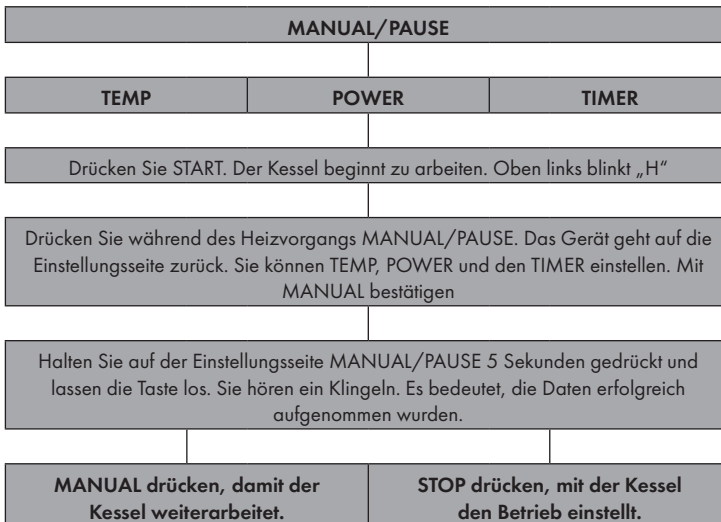 MANUAL/PAUSE
TEMP POWER TIMER
Drücken Sie START. Der Kessel beginnt zu arbeiten. Oben links blinkt „H“
Drücken Sie während des Heizvorgangs MANUAL/PAUSE. Das Gerät geht auf die
Einstellungsseite zurück. Sie können TEMP, POWER und den TIMER einstellen. Mit
MANUAL bestätigen
Halten Sie auf der Einstellungsseite MANUAL/PAUSE 5 Sekunden gedrückt und
lassen die Taste los. Sie hören ein Klingeln. Es bedeutet, die Daten erfolgreich
aufgenommen wurden.
MANUAL drücken, damit der
Kessel weiterarbeitet.
STOP drücken, mit der Kessel
den Betrieb einstellt.